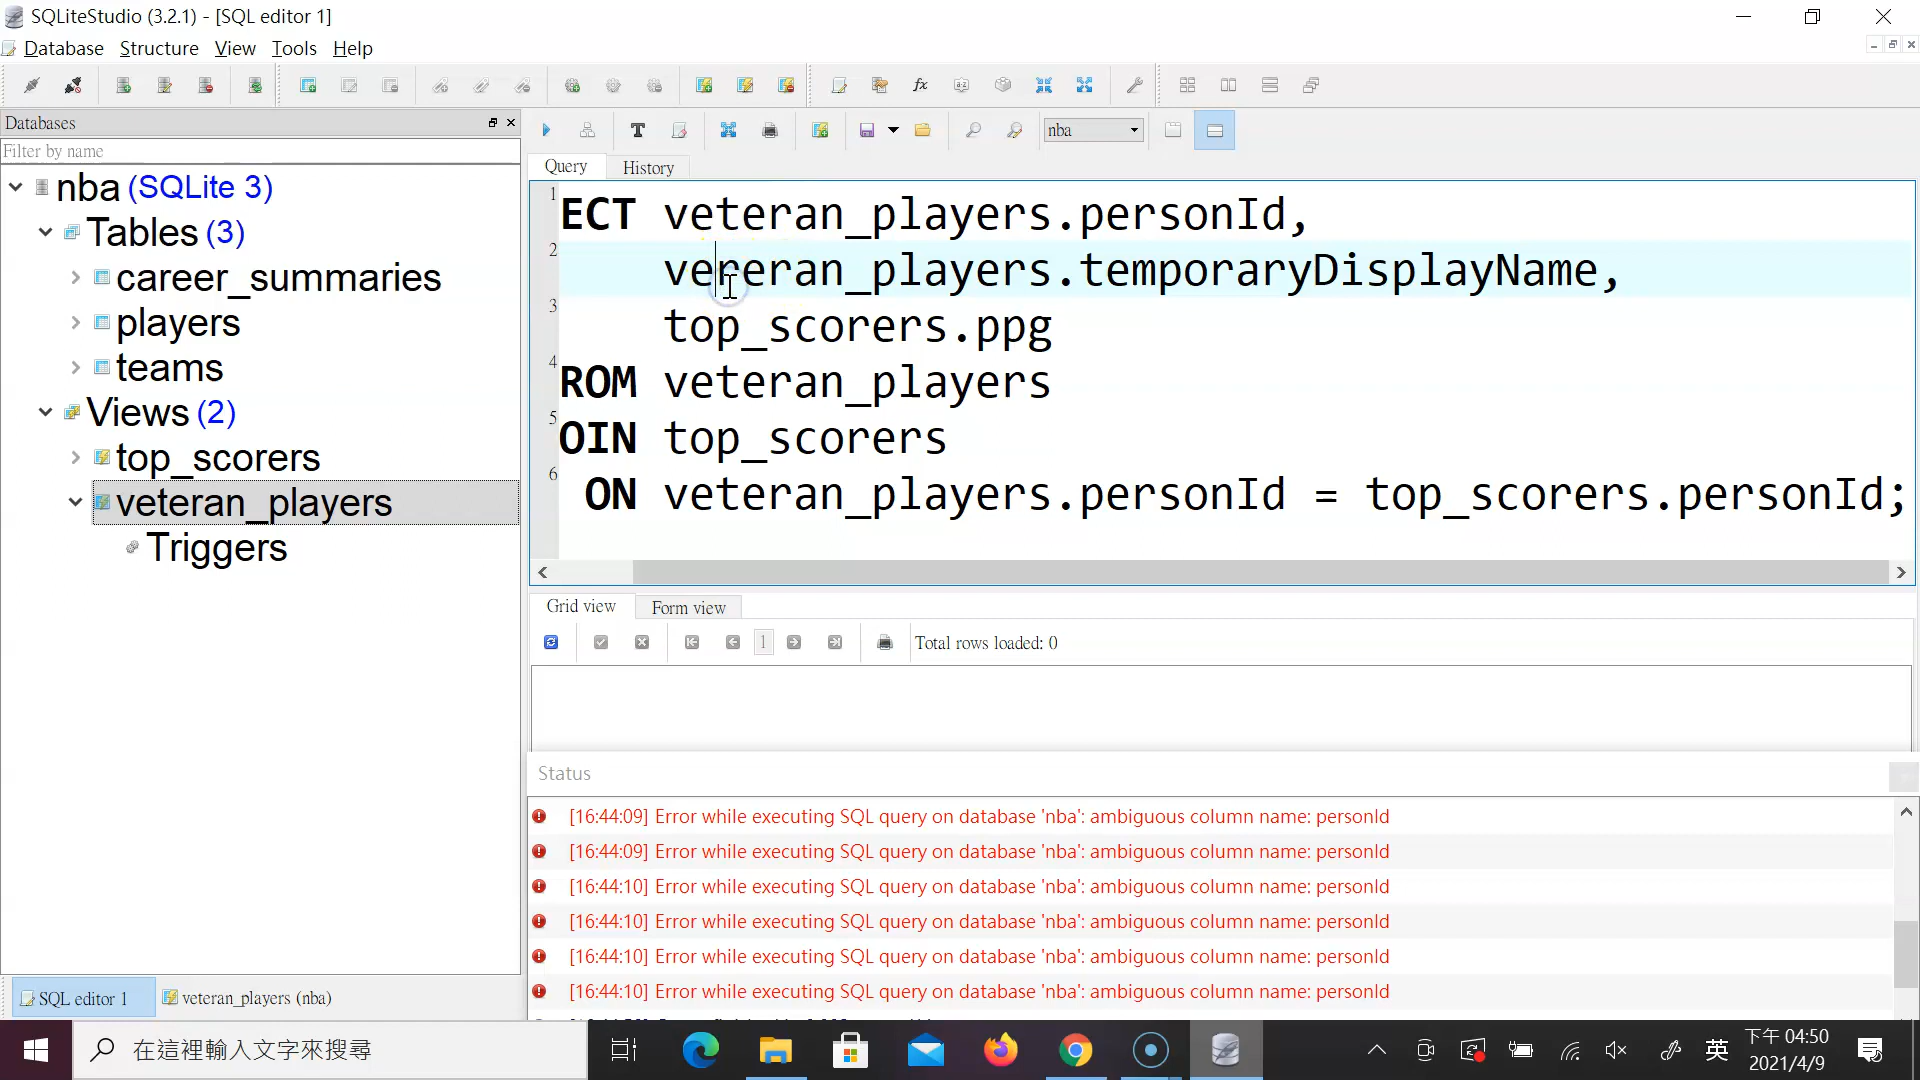 SQLiteStudio (3.2.1) - [SQL editor 1]
Database Structure View Tools Help
Databases
Filter by name
nba (SQLite 3)
Tables (3)
career_summaries
players
teams
Views (2)
top_scorers
veteran_players
Triggers
nba
Query History
1 ECT veteran_players.personId,
2 veneran_players.temporaryDisplayName,
3 top_scorers.ppg
4 ROM veteran_players
5 OIN top_scorers
6 ON veteran_players.personId = top_scorers.personId;
Grid view Form view
1 Total rows loaded: 0
Status
[16:44:09] Error while executing SQL query on database 'nba': ambiguous column name: personId
[16:44:09] Error while executing SQL query on database 'nba': ambiguous column name: personId
[16:44:10] Error while executing SQL query on database 'nba': ambiguous column name: personId
[16:44:10] Error while executing SQL query on database 'nba': ambiguous column name: personId
[16:44:10] Error while executing SQL query on database 'nba': ambiguous column name: personId
[16:44:10] Error while executing SQL query on database 'nba': ambiguous column name: personId
SQL editor 1 veteran_players (nba)
在這裡輸入文字來搜尋
英
下午 04:50
2021/4/9